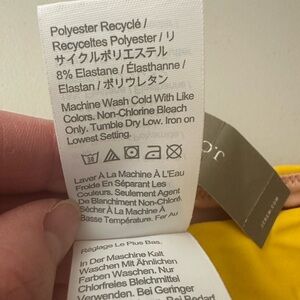 Polyester Recyclé /
Recyceltes Polyester / リ
サイクルポリエステル
8% Elastane / Élasthanne /
Elastan / ポリウレタン
Machine Wash Cold With Like
Colors. Non-Chlorine Bleach
Only. Tumble Dry Low. Iron on
Lowest Setting.
Laver À La Machine À L'eau
Froide En Séparant Les
Couleurs, Seulement Agent
De Blanchiment Non-Chloré.
Sécher À La Machine À
Basse Température. Fer Au
Réglage Le Plus Bas.
In Der Maschine Kalt
Waschen Mit Ähnlichen
Farben Waschen. Nur
Chlorfreies Bleichmittel
Verwenden. Bei Geringer